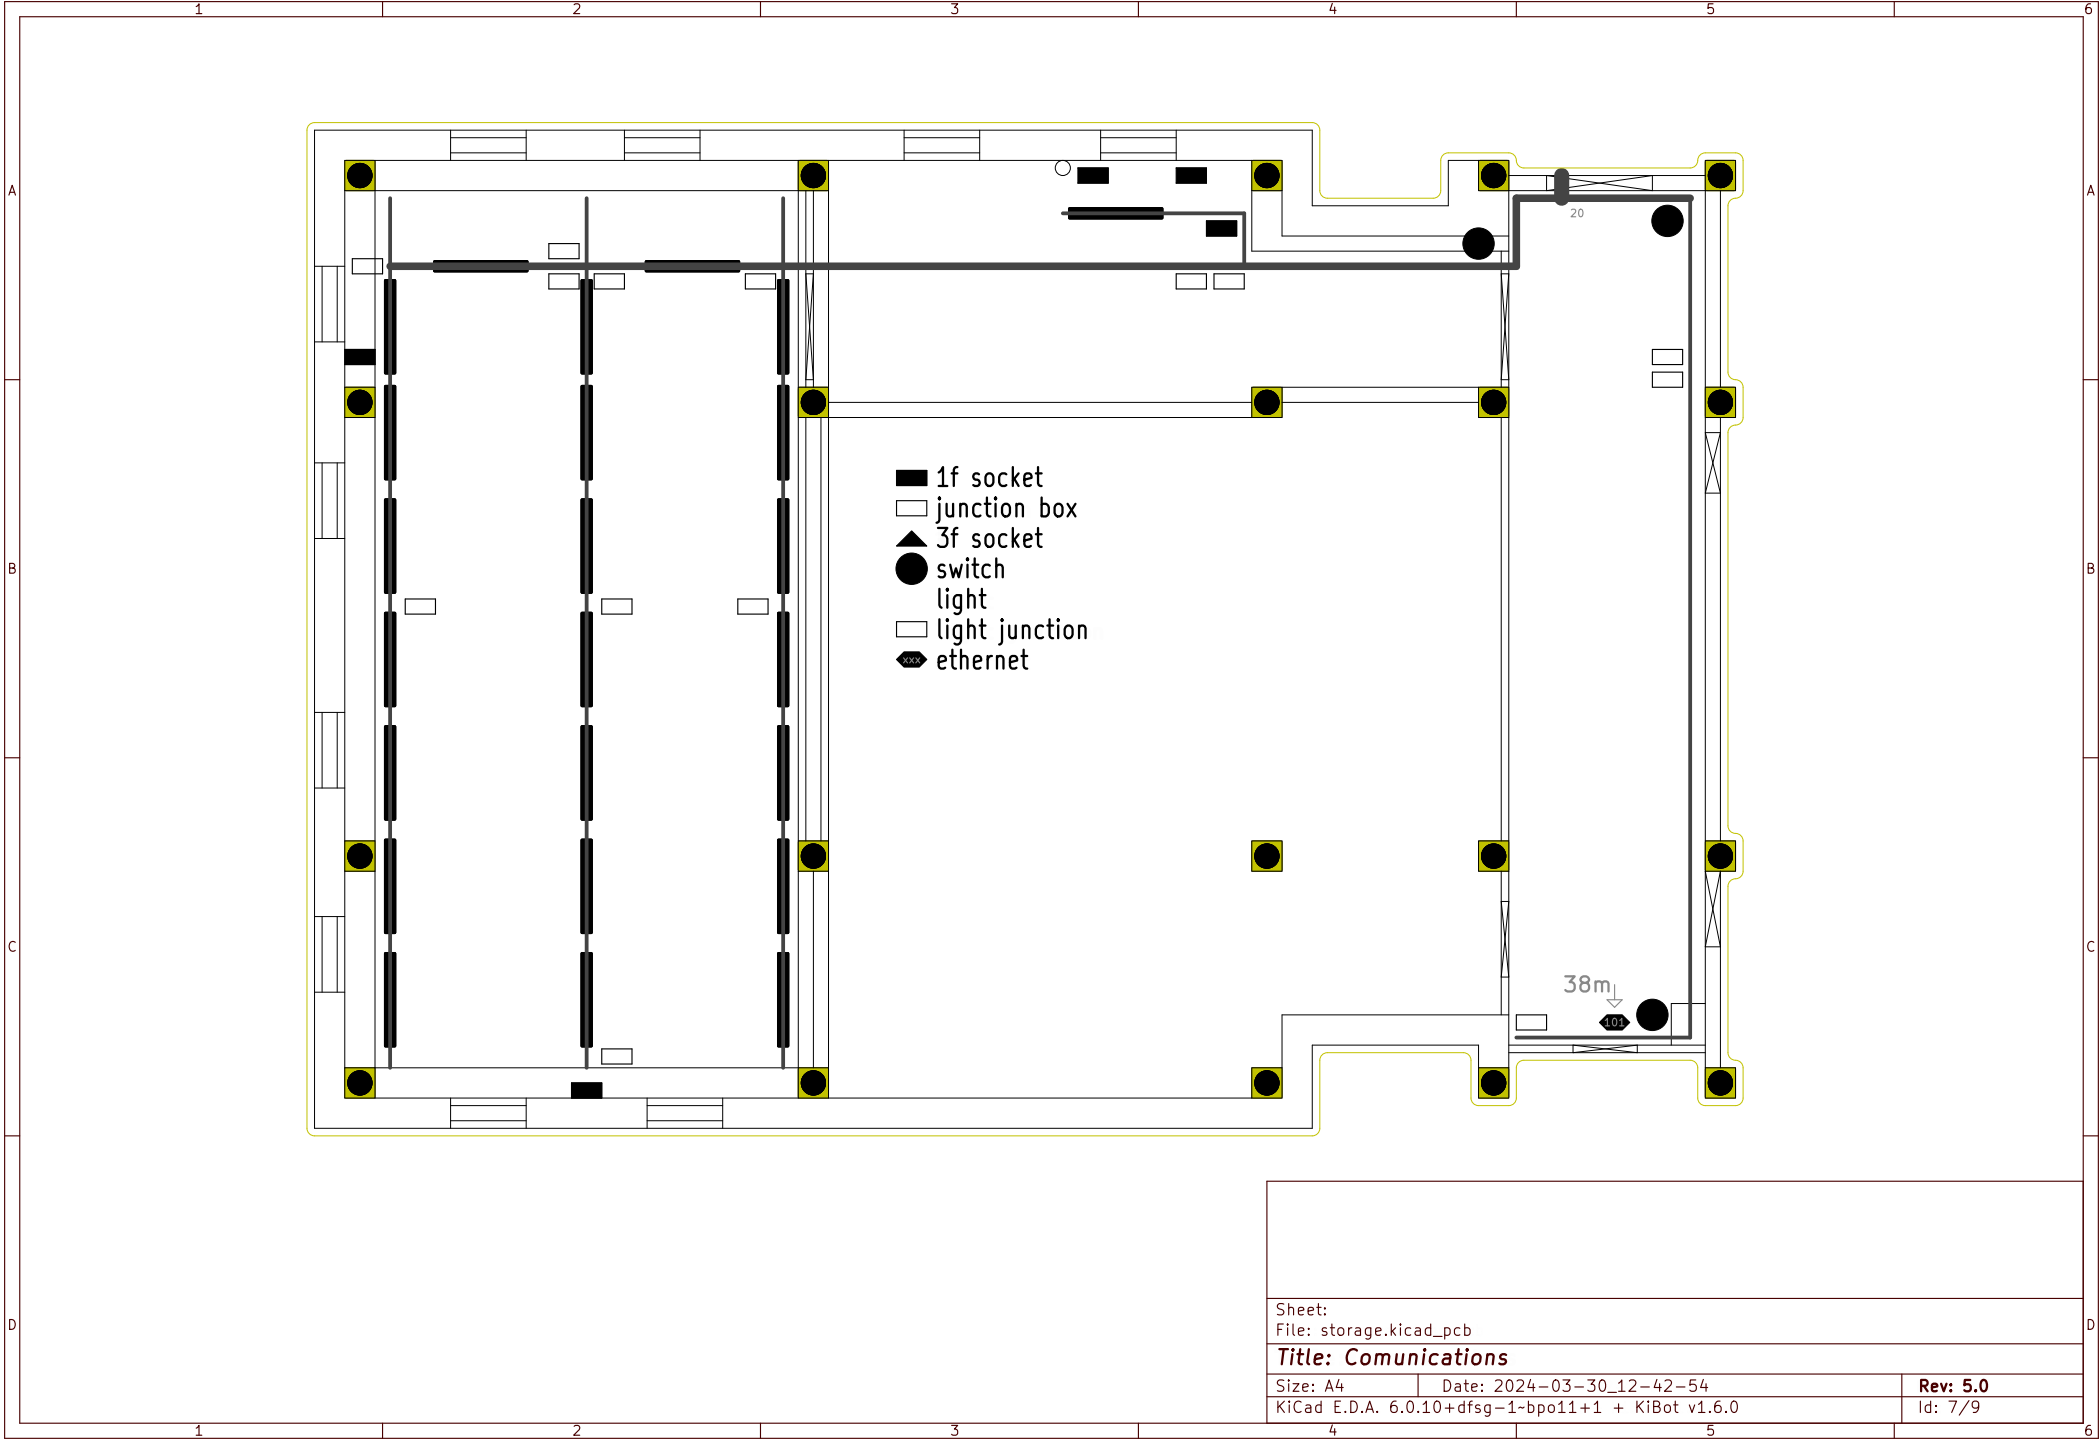 1 2 3 4 5 6
A A
20
1f socket
junction box
3f socket
B B
switch
light
light junction
xxx ethernet
C C
38m
101
Sheet:
D D
File: storage.kicad_pcb
Title: Comunications
Size: A4 Date: 2024-03-30_12-42-54 Rev: 5.0
KiCad E.D.A. 6.0.10+dfsg-1~bpo11+1 + KiBot v1.6.0 Id: 7/9
1 2 3 4 5 6